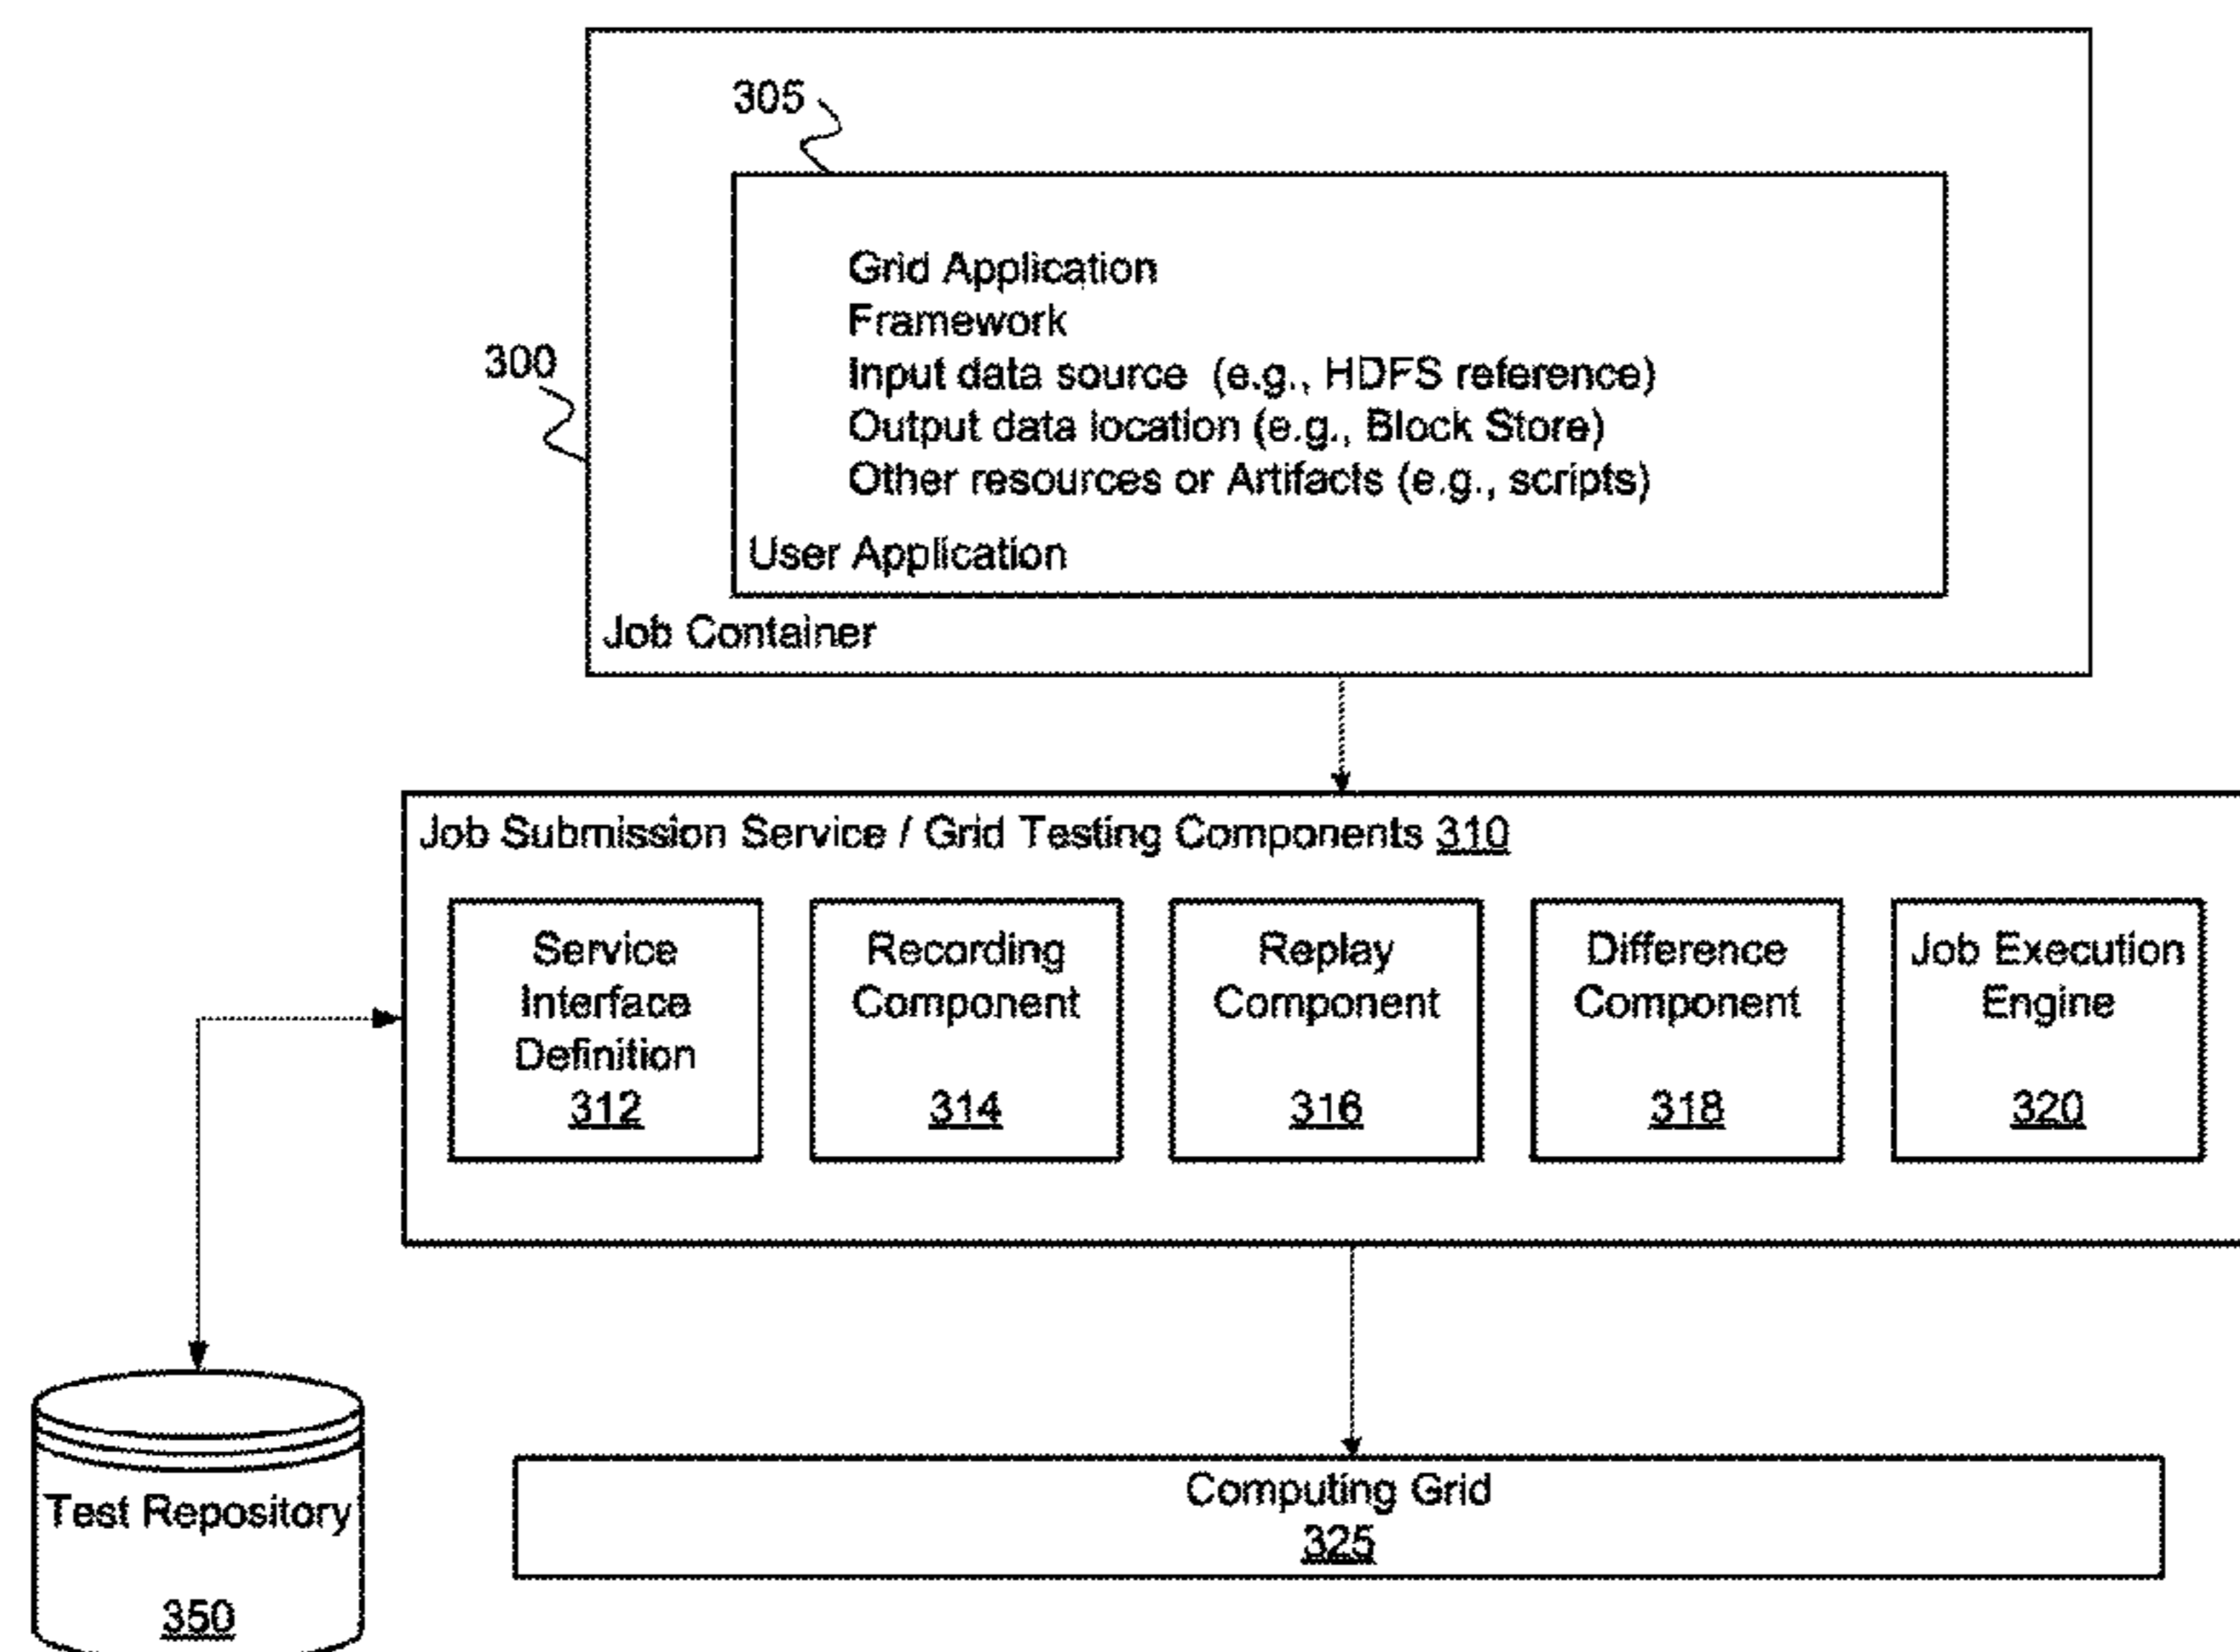 305
Grid Application
Framework
Input data source (e.g., HDFS reference)
Output data location (e.g., Block Store)
Other resources or Artifacts (e.g., scripts)
User Application
300
Job Container
Job Submission Service / Grid Testing Components 310
Service
Interface
Definition
312
Recording
Component
314
Replay
Component
316
Difference
Component
318
Job Execution
Engine
320
Test Repository
350
Computing Grid
325